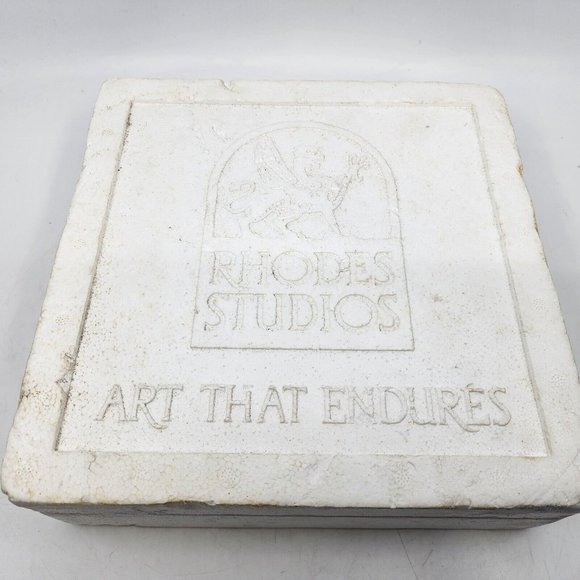 RHODES
STUDIOS
ART THAT ENDURES